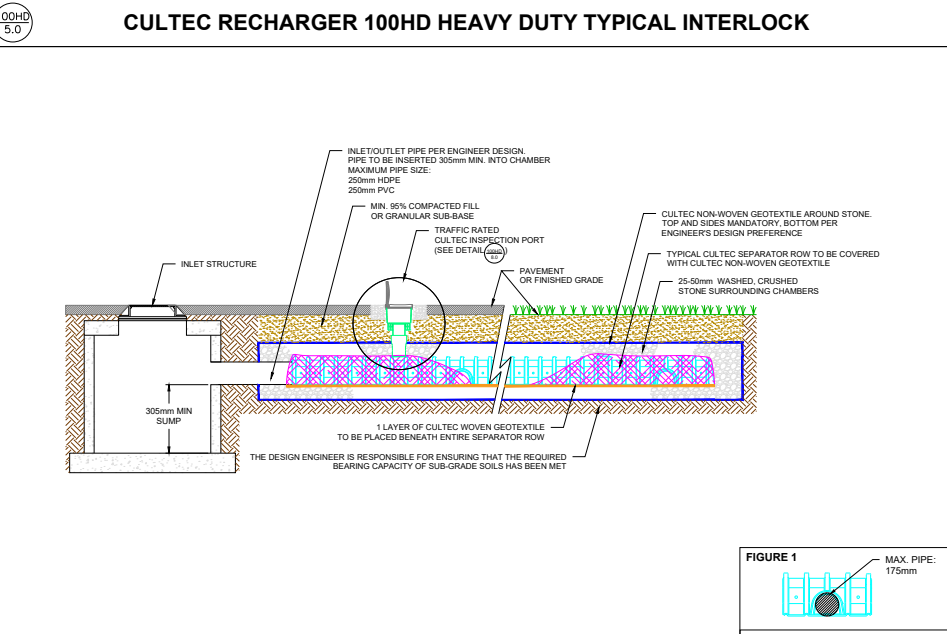 00HD
5.0
CULTEC RECHARGER 100HD HEAVY DUTY TYPICAL INTERLOCK
INLET/OUTLET PIPE PER ENGINEER DESIGN.
PIPE TO BE INSERTED 305mm MIN. INTO CHAMBER
MAXIMUM PIPE SIZE:
250mm HDPE
250mm PVC
MIN. 95% COMPACTED FILL
OR GRANULAR SUB-BASE
TRAFFIC RATED
CULTEC INSPECTION PORT
(SEE DETAIL )
CULTEC NON-WOVEN GEOTEXTILE AROUND STONE.
TOP AND SIDES MANDATORY, BOTTOM PER
ENGINEER'S DESIGN PREFERENCE
TYPICAL CULTEC SEPARATOR ROW TO BE COVERED
WITH CULTEC NON-WOVEN GEOTEXTILE
INLET STRUCTURE
PAVEMENT
OR FINISHED GRADE
25-50mm WASHED, CRUSHED
STONE SURROUNDING CHAMBERS
305mm MIN
SUMP
1 LAYER OF CULTEC WOVEN GEOTEXTILE
TO BE PLACED BENEATH ENTIRE SEPARATOR ROW
THE DESIGN ENGINEER IS RESPONSIBLE FOR ENSURING THAT THE REQUIRED
BEARING CAPACITY OF SUB-GRADE SOILS HAS BEEN MET
FIGURE 1
MAX. PIPE:
175mm